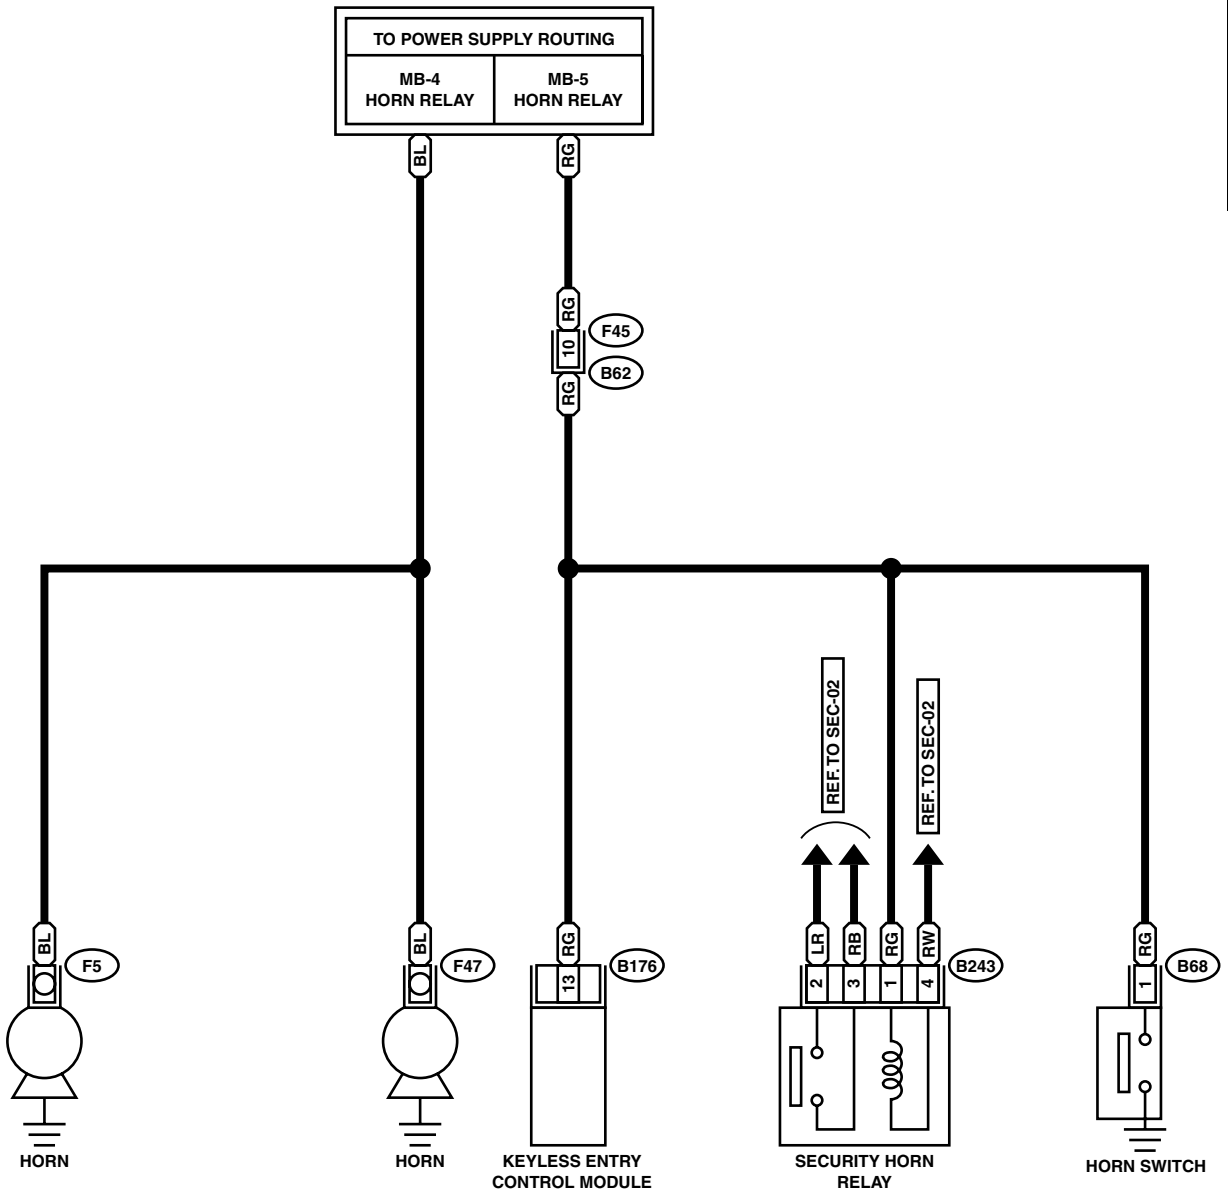 TO POWER SUPPLY ROUTING
MB-4
HORN RELAY
MB-5
HORN RELAY
BL
RG
RG
F45
10
B62
RG
REF. TO SEC-02
REF. TO SEC-02
BL
F5
BL
F47
RG
B176
13
LR
RB
RG
RW
B243
2
3
1
4
RG
B68
1
HORN
HORN
KEYLESS ENTRY
CONTROL MODULE
SECURITY HORN
RELAY
HORN SWITCH